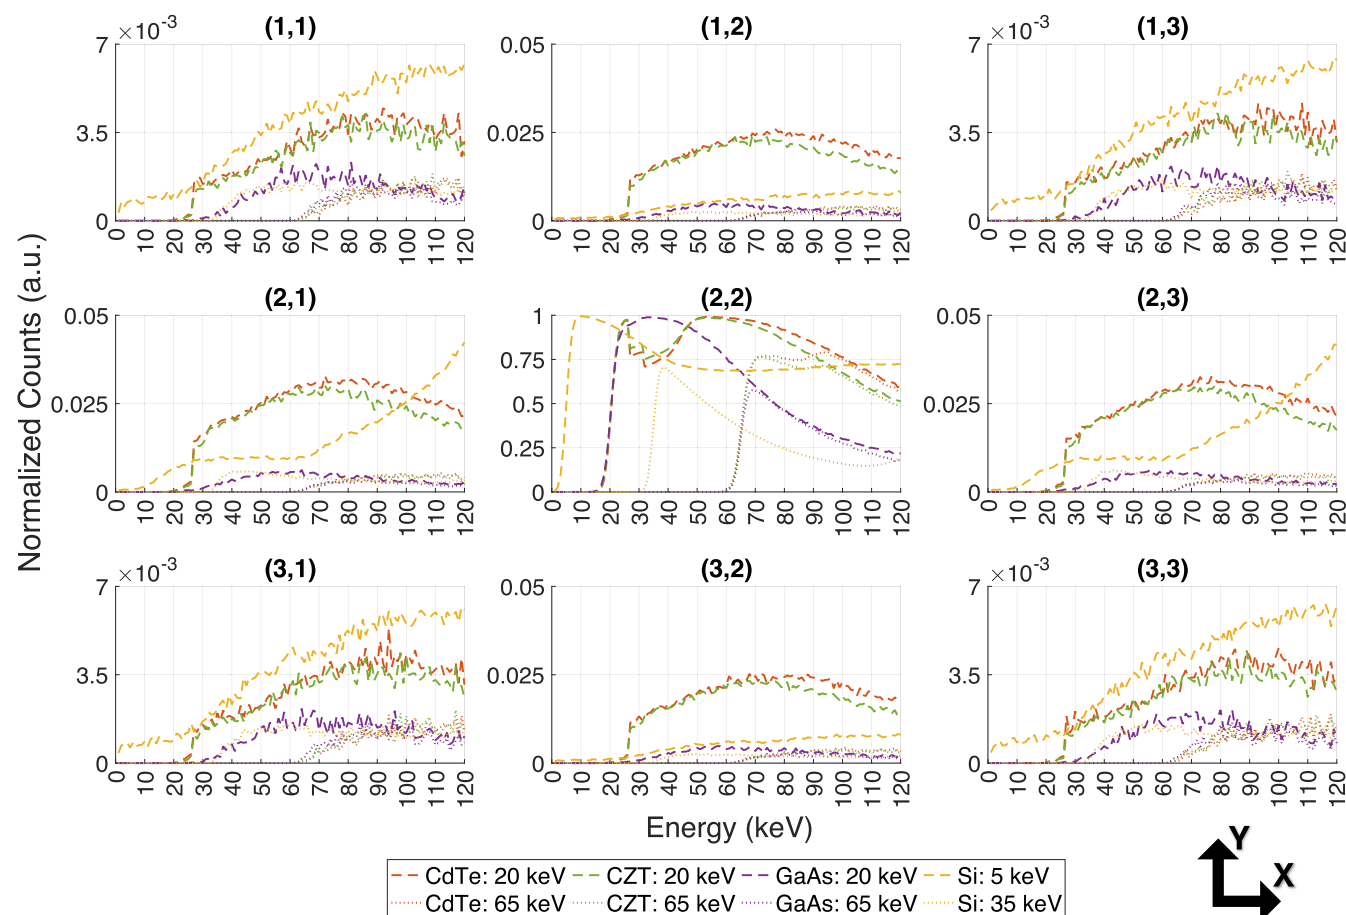 (1,1) (1,2) (1,3)
7 ×10-3 0.05 7 ×10-3
3.5 0.025 3.5
0 0 0
0 10 20 30 40 50 60 70 80 90 100 110 120 0 10 20 30 40 50 60 70 80 90 100 110 120 0 10 20 30 40 50 60 70 80 90 100 110 120
Normalized Counts (a.u.)
(2,1) (2,2) (2,3)
0.05 1 0.05
0.75
0.025 0.5 0.025
0.25
0 0 0
0 10 20 30 40 50 60 70 80 90 100 110 120 0 10 20 30 40 50 60 70 80 90 100 110 120 0 10 20 30 40 50 60 70 80 90 100 110 120
(3,1) (3,2) (3,3)
7 ×10-3 0.05 7 ×10-3
3.5 0.025 3.5
0 0 0
0 10 20 30 40 50 60 70 80 90 100 110 120 0 10 20 30 40 50 60 70 80 90 100 110 120 0 10 20 30 40 50 60 70 80 90 100 110 120
Energy (keV)
Y
X
CdTe: 20 keV CZT: 20 keV GaAs: 20 keV Si: 5 keV
CdTe: 65 keV CZT: 65 keV GaAs: 65 keV Si: 35 keV